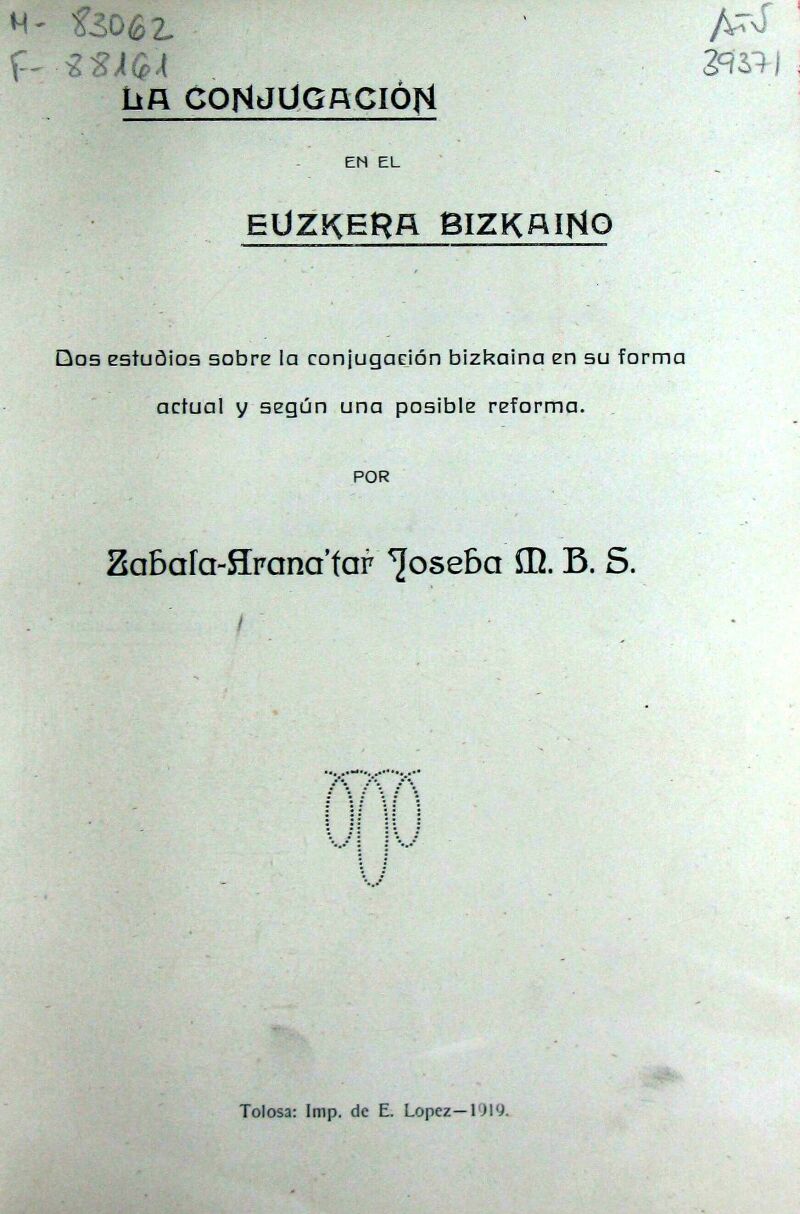 M- 83062
F- 88161
39371
LA CONJUGACIÓN
EN EL
EUZKERA BIZKAINO
Dos estudios sobre la conjugación bizkaina en su forma
actual y según una posible reforma.
POR
Zabala-Arana'taŕ Joseba M. B. S.
Tolosa: Imp. de E. Lopez—1919.